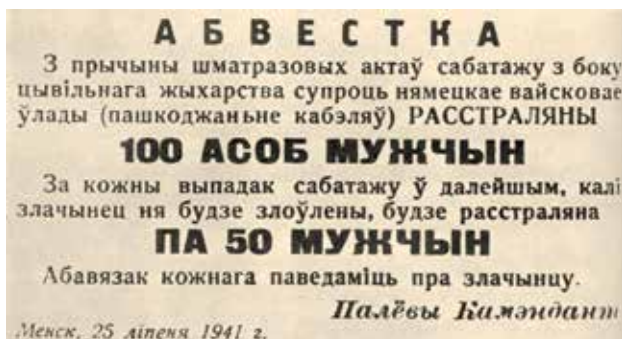 АБВЕСТКА
З прычыны шматразовых актаў сабатажу з боку
цывільнага жыхарства супроць нямецкае вайсковае
ўлады (пашкоджаньне кабэляў) РАССТРАЛЯНЫ
100 АСОБ МУЖЧЫН
За кожны выпадак сабатажу ў далейшым, калі
злачынец ня будзе злоўлены, будзе расстраляна
ПА 50 МУЖЧЫН
Абавязак кожнага паведаміць пра злачынцу.
Палёвы Камэндант
Менск, 25 ліпеня 1941 г.